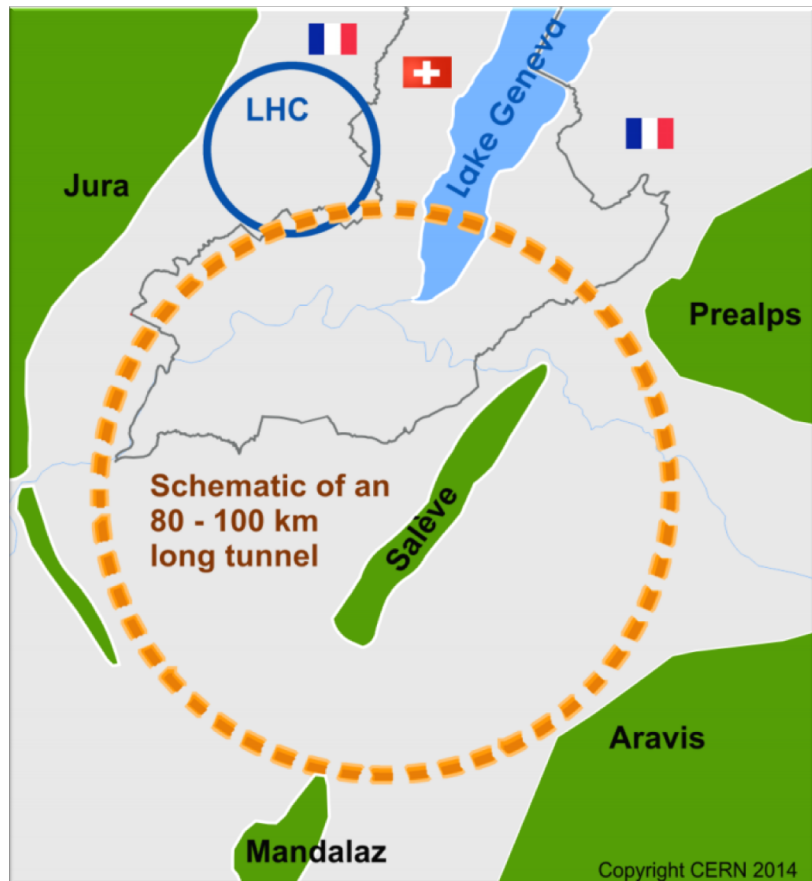 LHC
Lake Geneva
Jura
Prealps
Schematic of an
80 - 100 km
long tunnel
Salève
Aravis
Mandalaz
Copyright CERN 2014